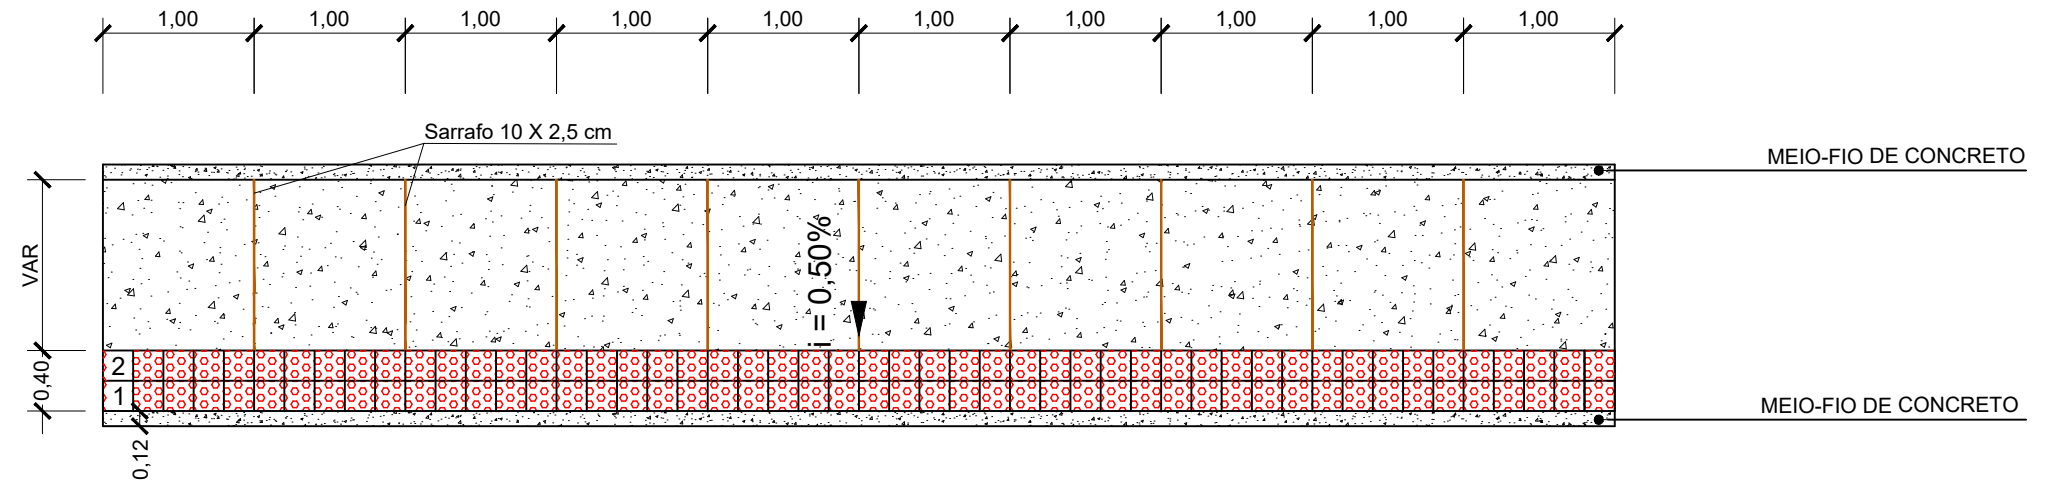 1,00 1,00 1,00 1,00 1,00 1,00 1,00 1,00 1,00 1,00
Sarrafo 10 X 2,5 cm
MEIO-FIO DE CONCRETO
VAR
i = 0,50%
0,40
2
1
MEIO-FIO DE CONCRETO
0,12